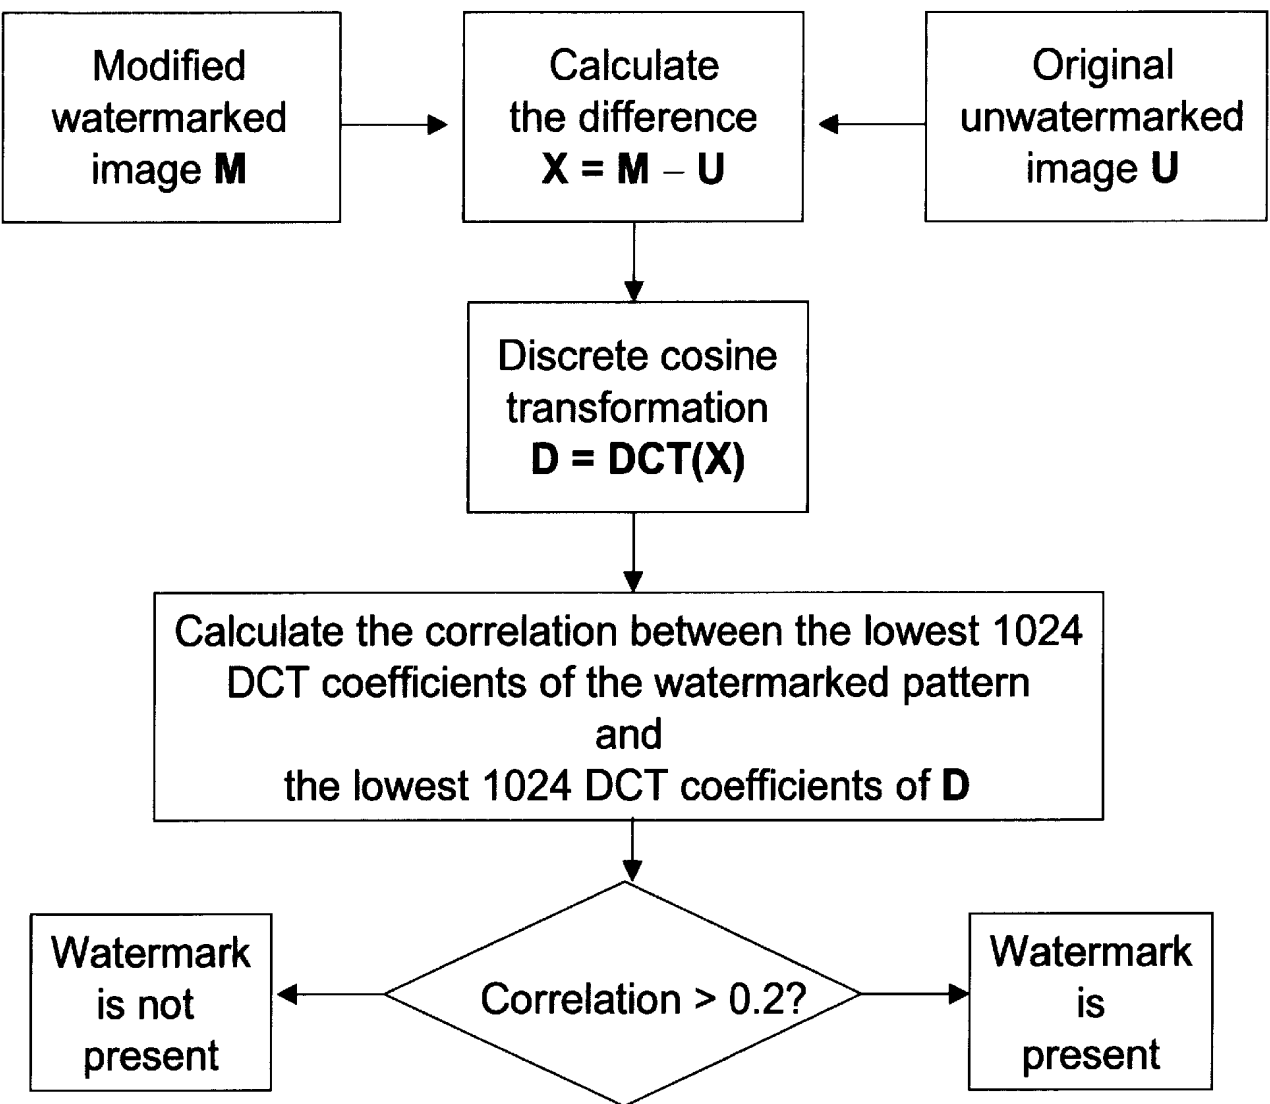 Modified
watermarked
image M
Calculate
the difference
X = M – U
Original
unwatermarked
image U
Discrete cosine
transformation
D = DCT(X)
Calculate the correlation between the lowest 1024
DCT coefficients of the watermarked pattern
and
the lowest 1024 DCT coefficients of D
Watermark
is not
present
Correlation > 0.2?
Watermark
is
present